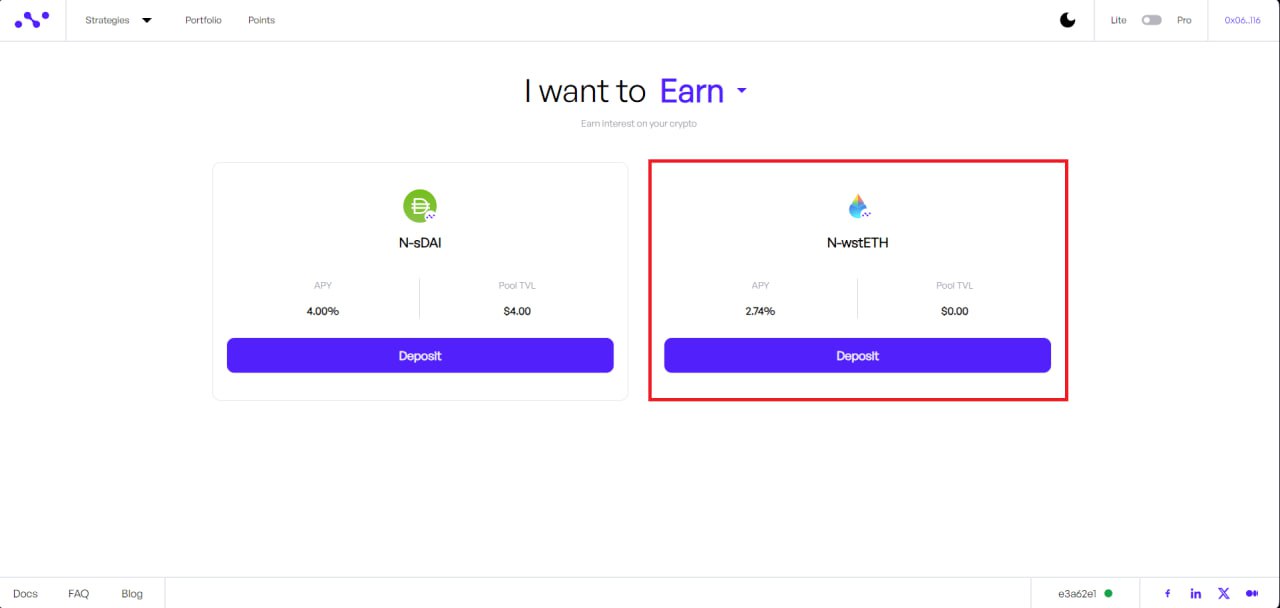 Strategies Portfolio Points Lite Pro 0x06..116
I want to Earn
Earn interest on your crypto
N-sDAI
APY Pool TVL
4.00% $4.00
Deposit
N-wstETH
APY Pool TVL
2.74% $0.00
Deposit
Docs FAQ Blog e3a62e1